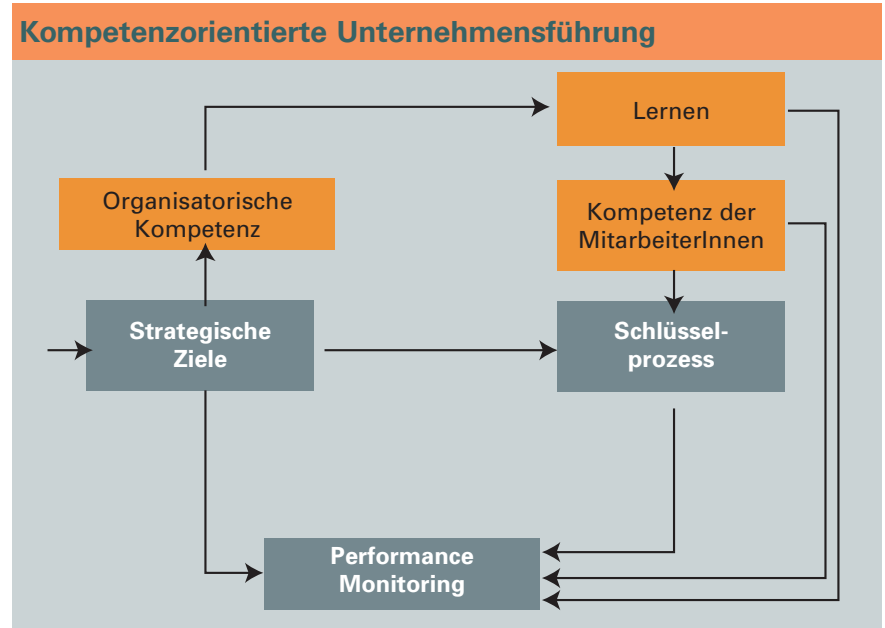 Kompetenzorientierte Unternehmensführung
Lernen
Organisatorische
Kompetenz
Kompetenz der
MitarbeiterInnen
Strategische
Ziele
Schlüssel-
prozess
Performance
Monitoring